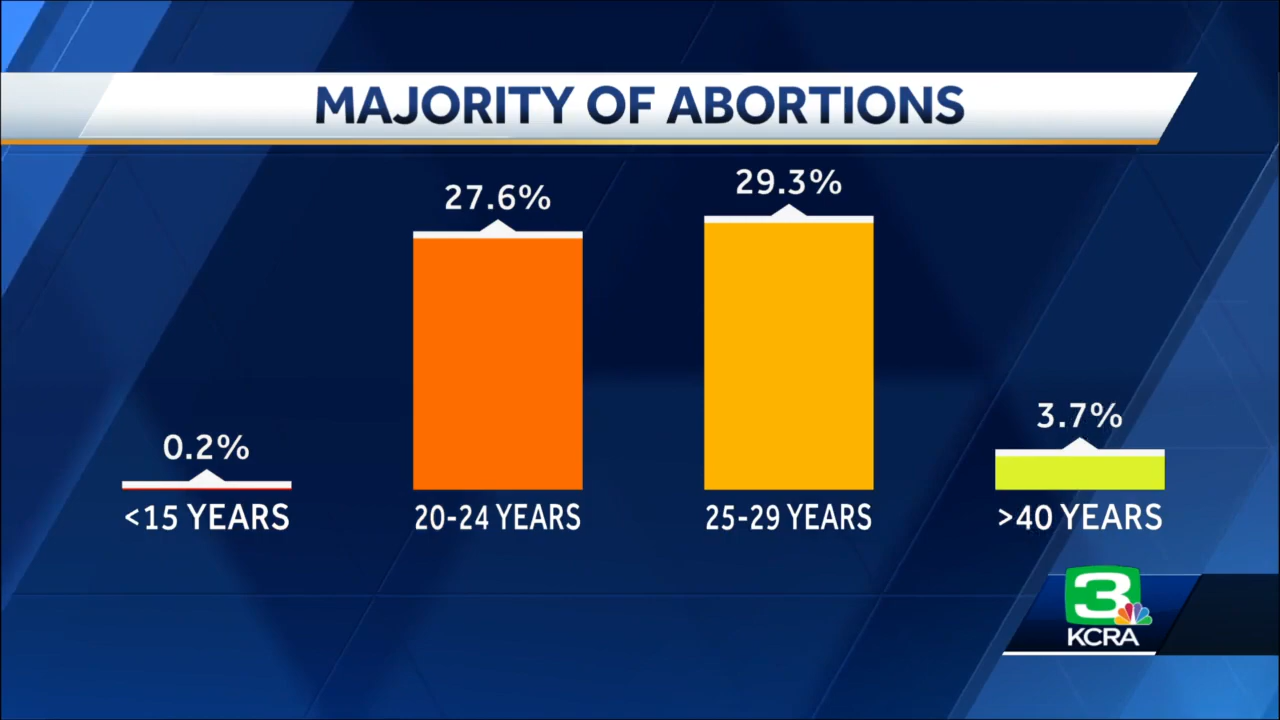 MAJORITY OF ABORTIONS
27.6%
29.3%
0.2%
3.7%
<15 YEARS
20-24 YEARS
25-29 YEARS
>40 YEARS
3
KCRA